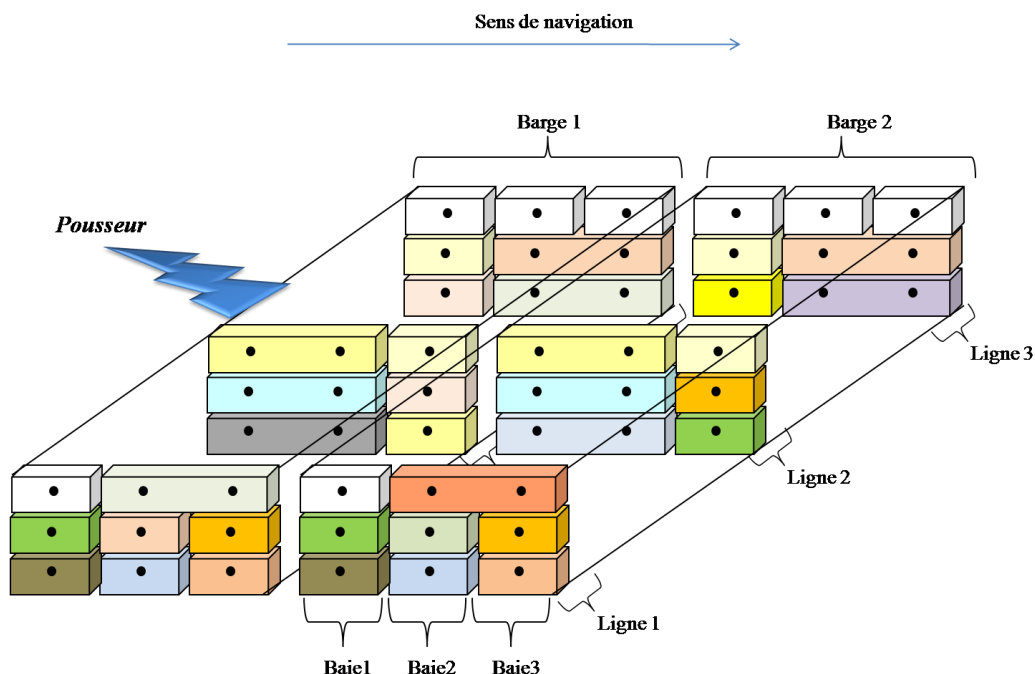 Sens de navigation
Barge 1
Barge 2
Pousseur
Ligne 3
Ligne 2
Ligne 1
Baie1
Baie2
Baie3